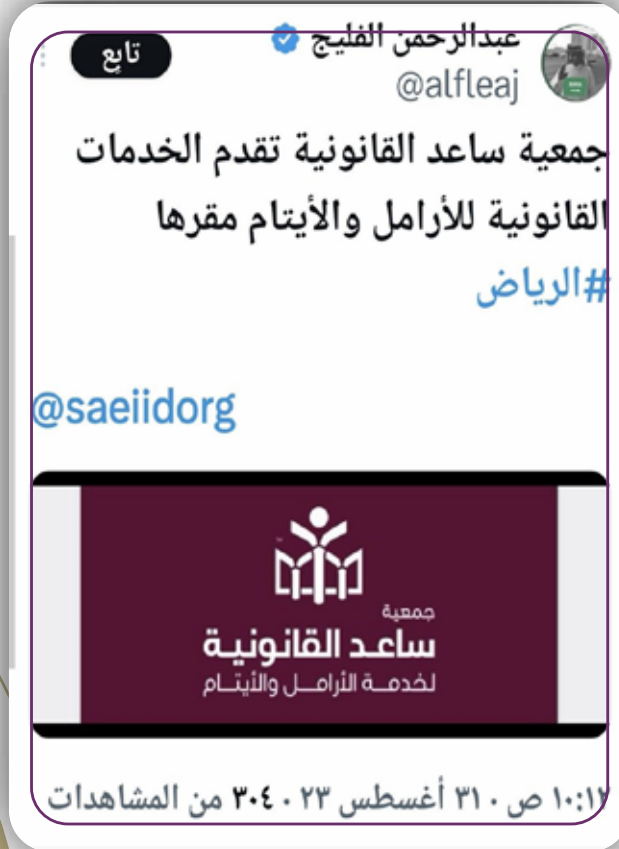 عبدالرحمن الفليج
تابع
@alfleaj
جمعية ساعد القانونية تقدم الخدمات
القانونية للأرامل والأيتام مقرها
#الرياض
@saeiidorg
جمعية
ساعد القانونية
لخدمة الأرامل والأيتام
١٠:١٢ ص · ٣١ أغسطس ٢٣ · ٣٠٤ من المشاهدات